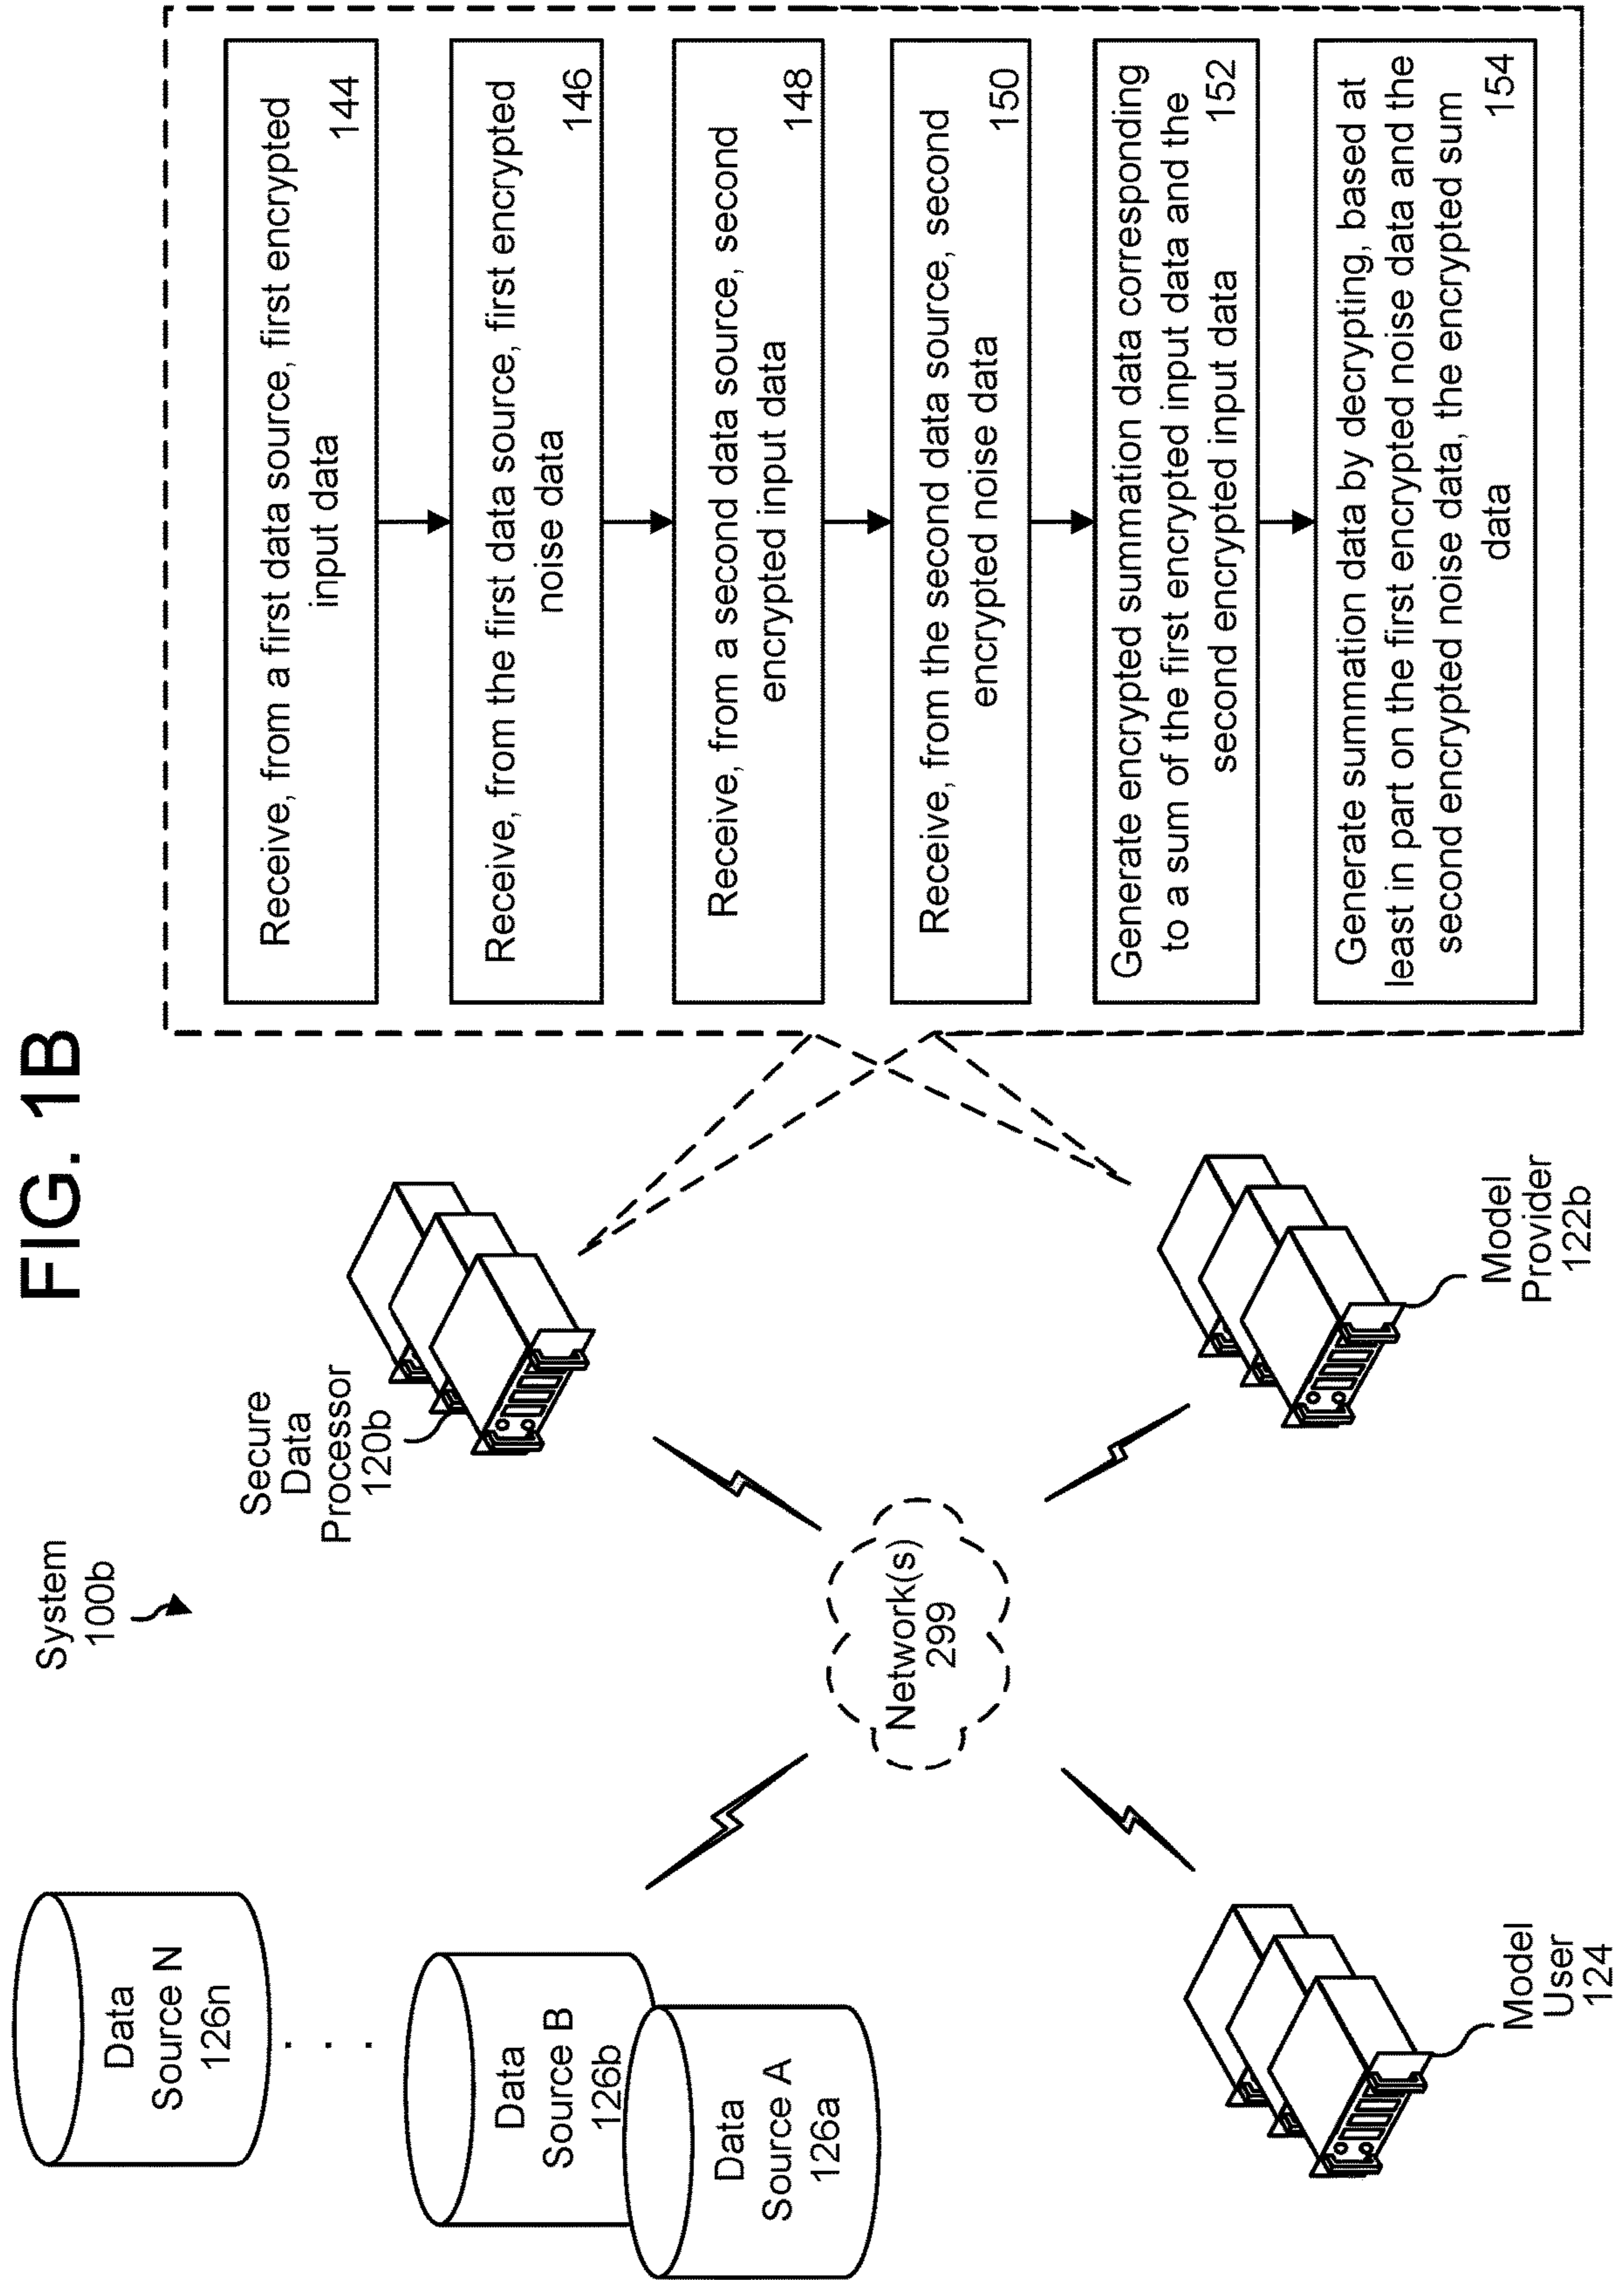 FIG. 1B
System
100b
Data
Source N
126n
. . .
Data
Source B
126b
Data
Source A
126a
Secure
Data
Processor
120b
Network(s)
299
Model
User
124
Model
Provider
122b
Receive, from a first data source, first encrypted
input data
144
Receive, from the first data source, first encrypted
noise data
146
Receive, from a second data source, second
encrypted input data
148
Receive, from the second data source, second
encrypted noise data
150
Generate encrypted summation data corresponding
to a sum of the first encrypted input data and the
second encrypted input data
152
Generate summation data by decrypting, based at
least in part on the first encrypted noise data and the
second encrypted noise data, the encrypted sum
data
154